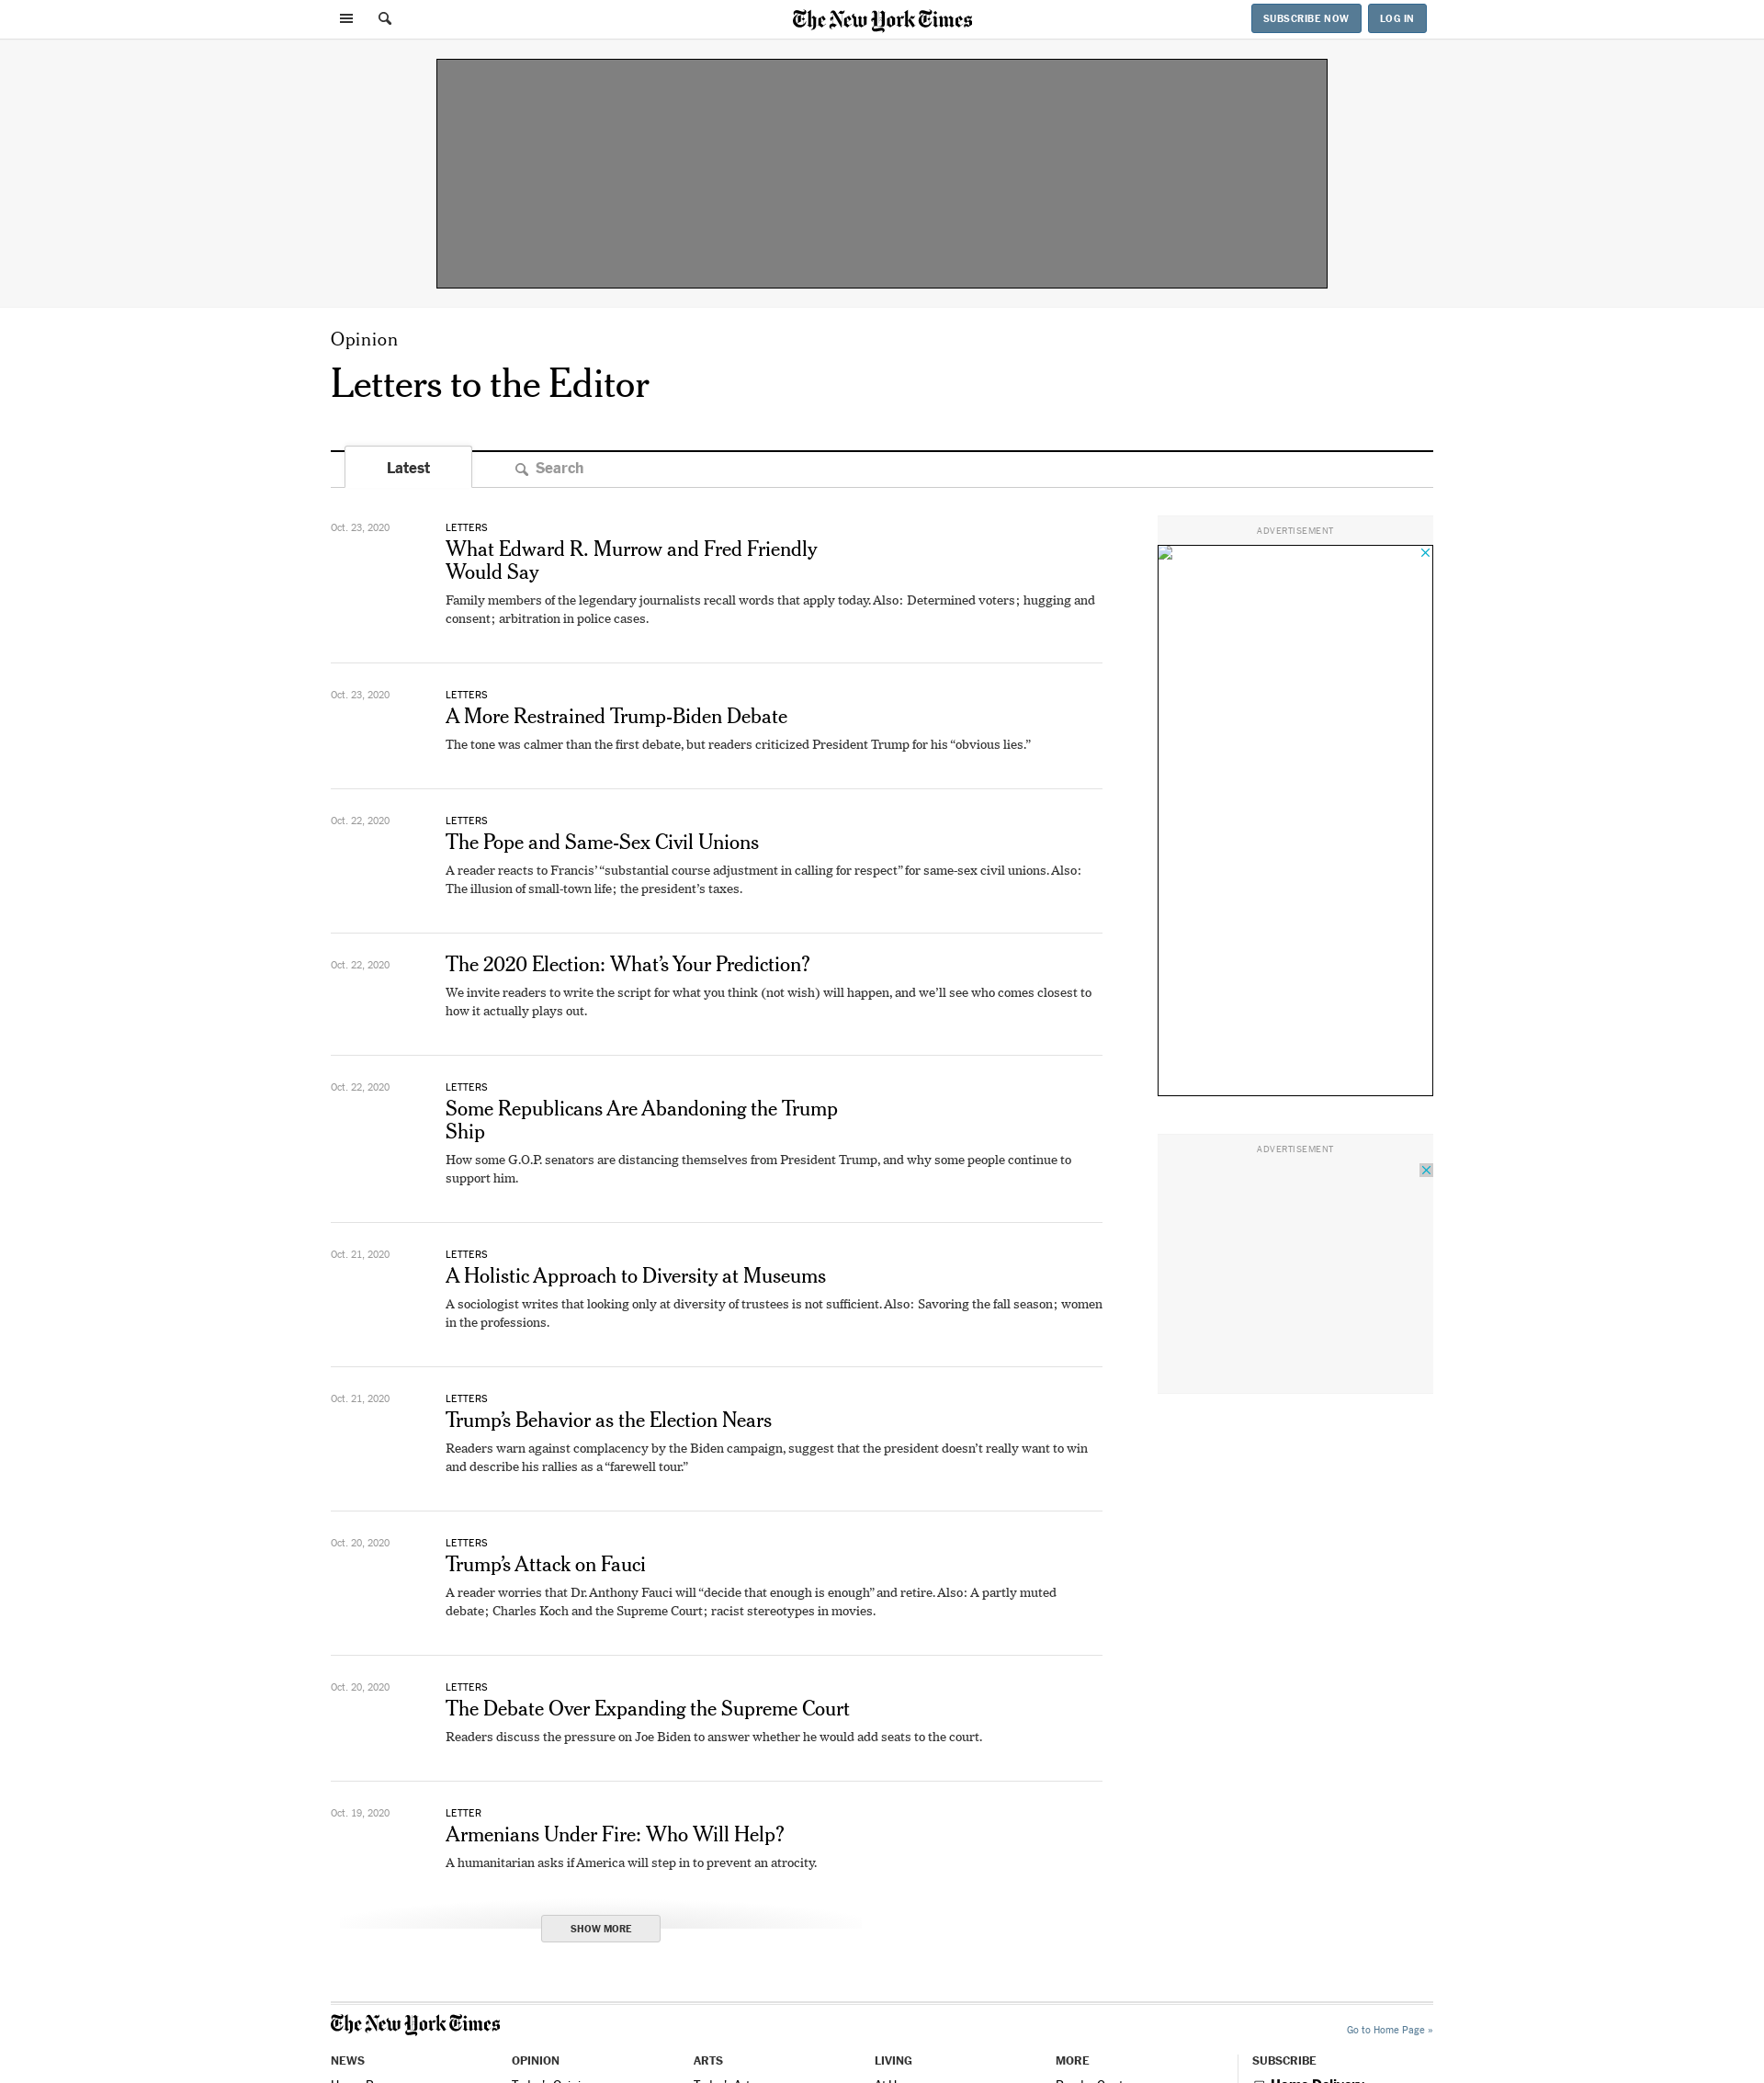 The New York Times
SUBSCRIBE NOW
LOG IN
Opinion
Letters to the Editor
Latest
Search
Oct. 23, 2020
LETTERS
What Edward R. Murrow and Fred Friendly
Would Say
Family members of the legendary journalists recall words that apply today. Also: Determined voters; hugging and
consent; arbitration in police cases.
ADVERTISEMENT
Oct. 23, 2020
LETTERS
A More Restrained Trump-Biden Debate
The tone was calmer than the first debate, but readers criticized President Trump for his “obvious lies.”
Oct. 22, 2020
LETTERS
The Pope and Same-Sex Civil Unions
A reader reacts to Francis’ “substantial course adjustment in calling for respect” for same-sex civil unions. Also:
The illusion of small-town life; the president’s taxes.
Oct. 22, 2020
The 2020 Election: What’s Your Prediction?
We invite readers to write the script for what you think (not wish) will happen, and we’ll see who comes closest to
how it actually plays out.
Oct. 22, 2020
LETTERS
Some Republicans Are Abandoning the Trump
Ship
How some G.O.P. senators are distancing themselves from President Trump, and why some people continue to
support him.
ADVERTISEMENT
Oct. 21, 2020
LETTERS
A Holistic Approach to Diversity at Museums
A sociologist writes that looking only at diversity of trustees is not sufficient. Also: Savoring the fall season; women
in the professions.
Oct. 21, 2020
LETTERS
Trump’s Behavior as the Election Nears
Readers warn against complacency by the Biden campaign, suggest that the president doesn’t really want to win
and describe his rallies as a “farewell tour.”
Oct. 20, 2020
LETTERS
Trump’s Attack on Fauci
A reader worries that Dr. Anthony Fauci will “decide that enough is enough” and retire. Also: A partly muted
debate; Charles Koch and the Supreme Court; racist stereotypes in movies.
Oct. 20, 2020
LETTERS
The Debate Over Expanding the Supreme Court
Readers discuss the pressure on Joe Biden to answer whether he would add seats to the court.
Oct. 19, 2020
LETTER
Armenians Under Fire: Who Will Help?
A humanitarian asks if America will step in to prevent an atrocity.
SHOW MORE
The New York Times
Go to Home Page »
NEWS
OPINION
ARTS
LIVING
MORE
SUBSCRIBE
Home Delivery